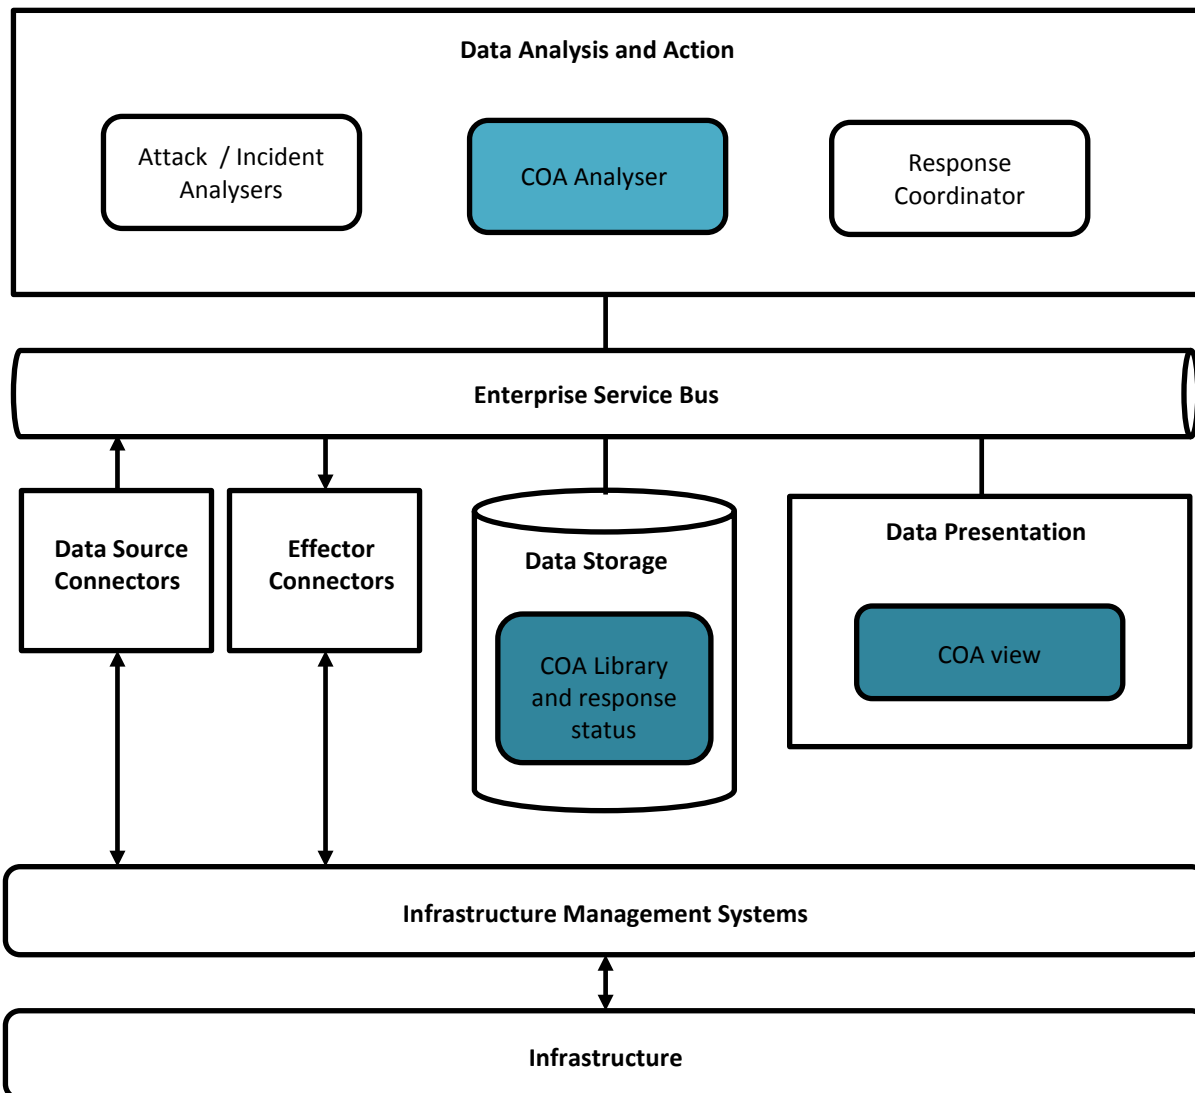 Data Analysis and Action
Attack  / Incident
Analysers
COA Analyser
Response
Coordinator
Enterprise Service Bus
Data Source
Connectors
Effector
Connectors
Data Storage
COA Library
and response
status
Data Presentation
COA view
Infrastructure Management Systems
Infrastructure